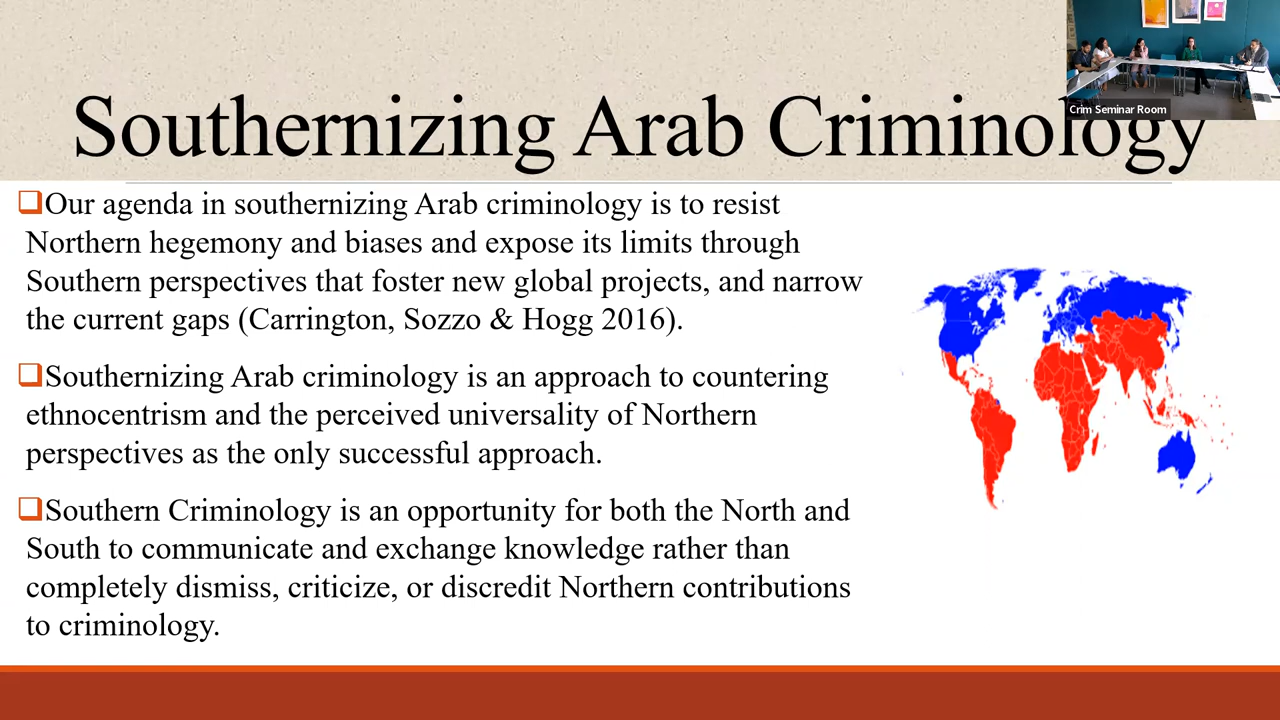 Crim Seminar Room
Southernizing Arab Criminology
Our agenda in southernizing Arab criminology is to resist
Northern hegemony and biases and expose its limits through
Southern perspectives that foster new global projects, and narrow
the current gaps (Carrington, Sozzo & Hogg 2016).
Southernizing Arab criminology is an approach to countering
ethnocentrism and the perceived universality of Northern
perspectives as the only successful approach.
Southern Criminology is an opportunity for both the North and
South to communicate and exchange knowledge rather than
completely dismiss, criticize, or discredit Northern contributions
to criminology.